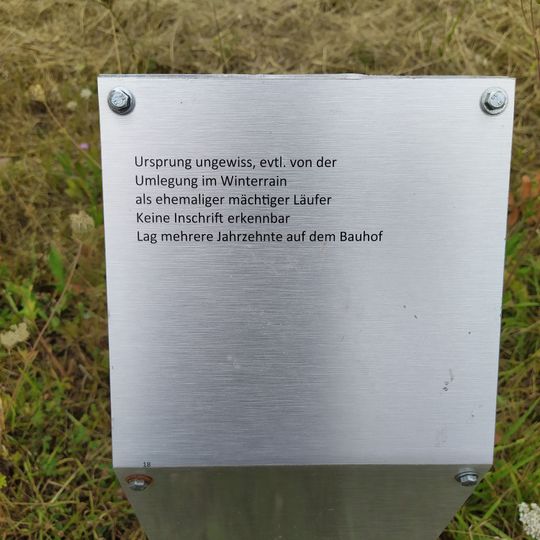 Ursprung ungewiss, evtl. von der
Umlegung im Winterrain
als ehemaliger mächtiger Läufer
Keine Inschrift erkennbar
Lag mehrere Jahrzehnte auf dem Bauhof
18